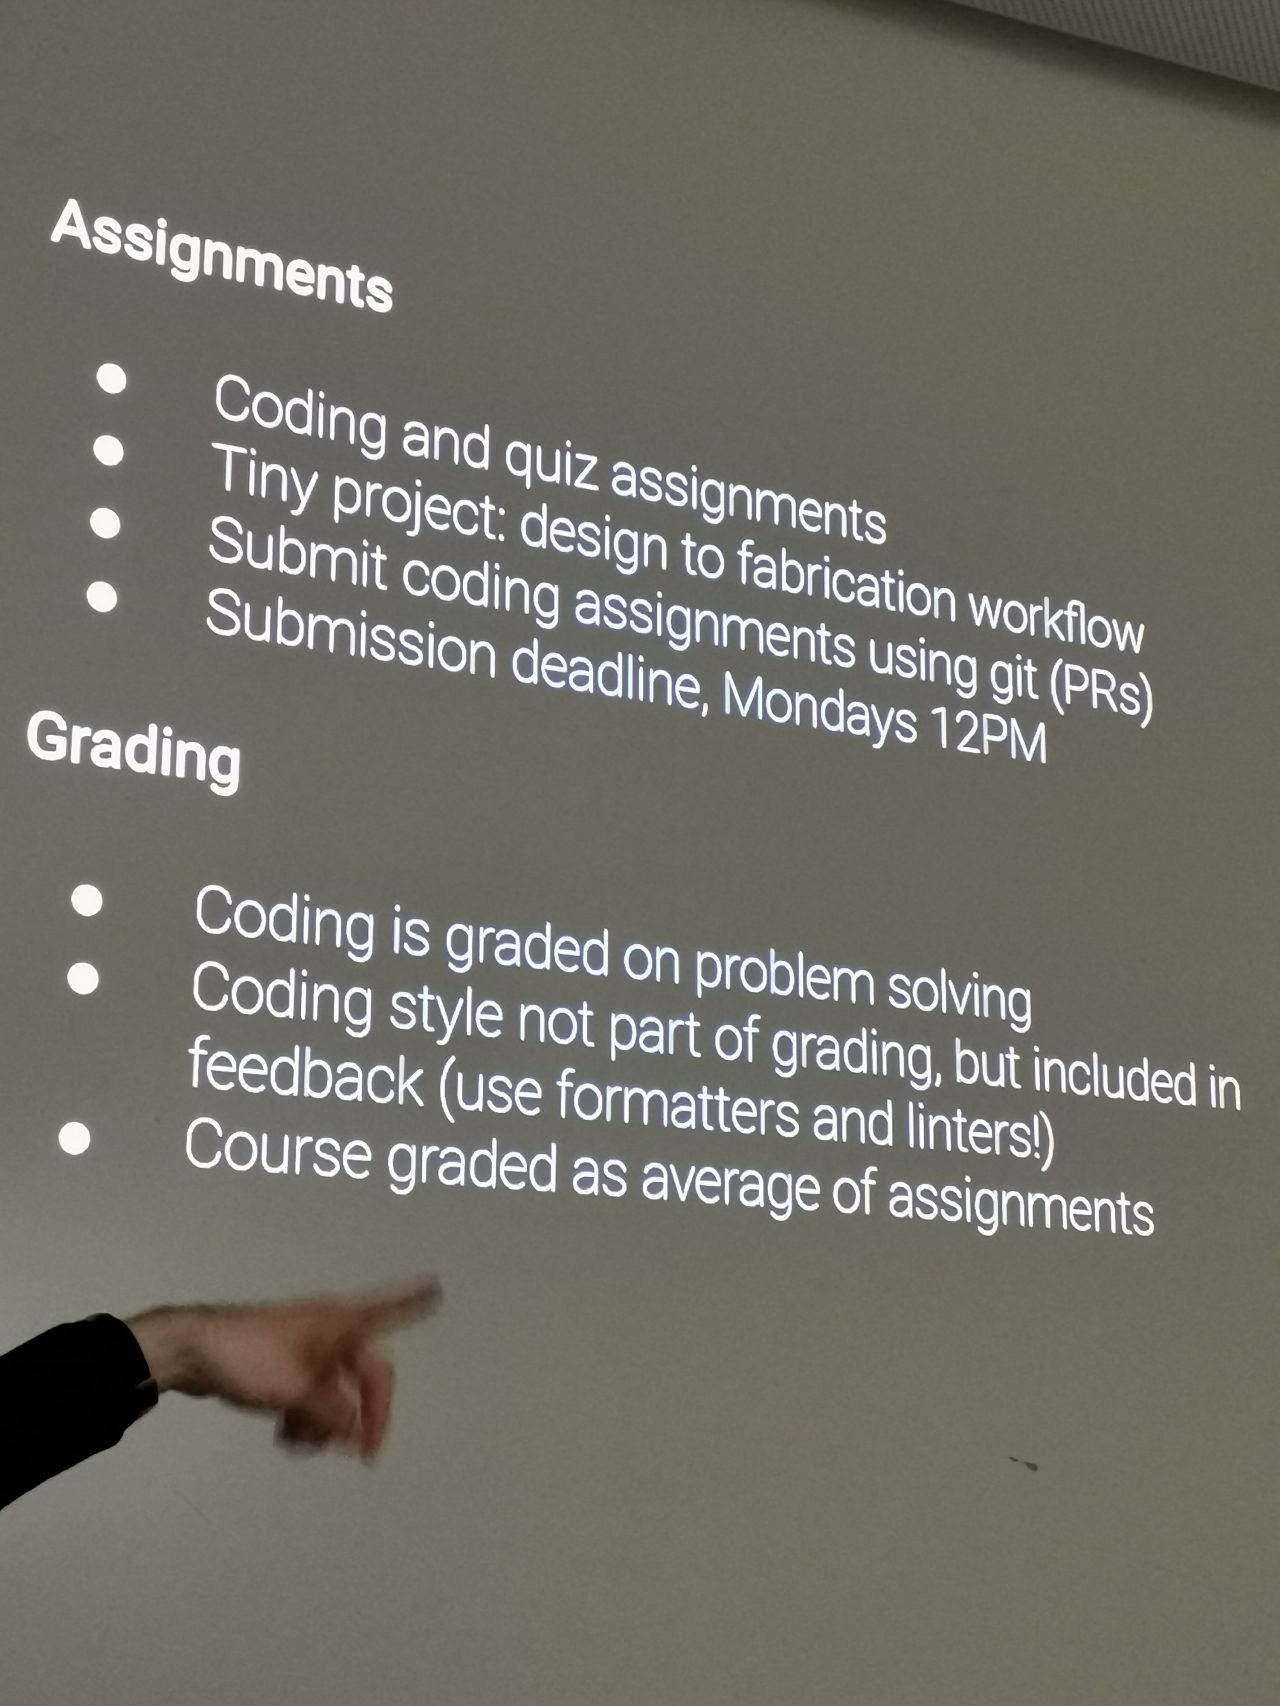 Assignments
● Coding and quiz assignments
● Tiny project: design to fabrication workflow
● Submit coding assignments using git (PRs)
● Submission deadline, Mondays 12PM
Grading
● Coding is graded on problem solving
● Coding style not part of grading, but included in
feedback (use formatters and linters!)
● Course graded as average of assignments